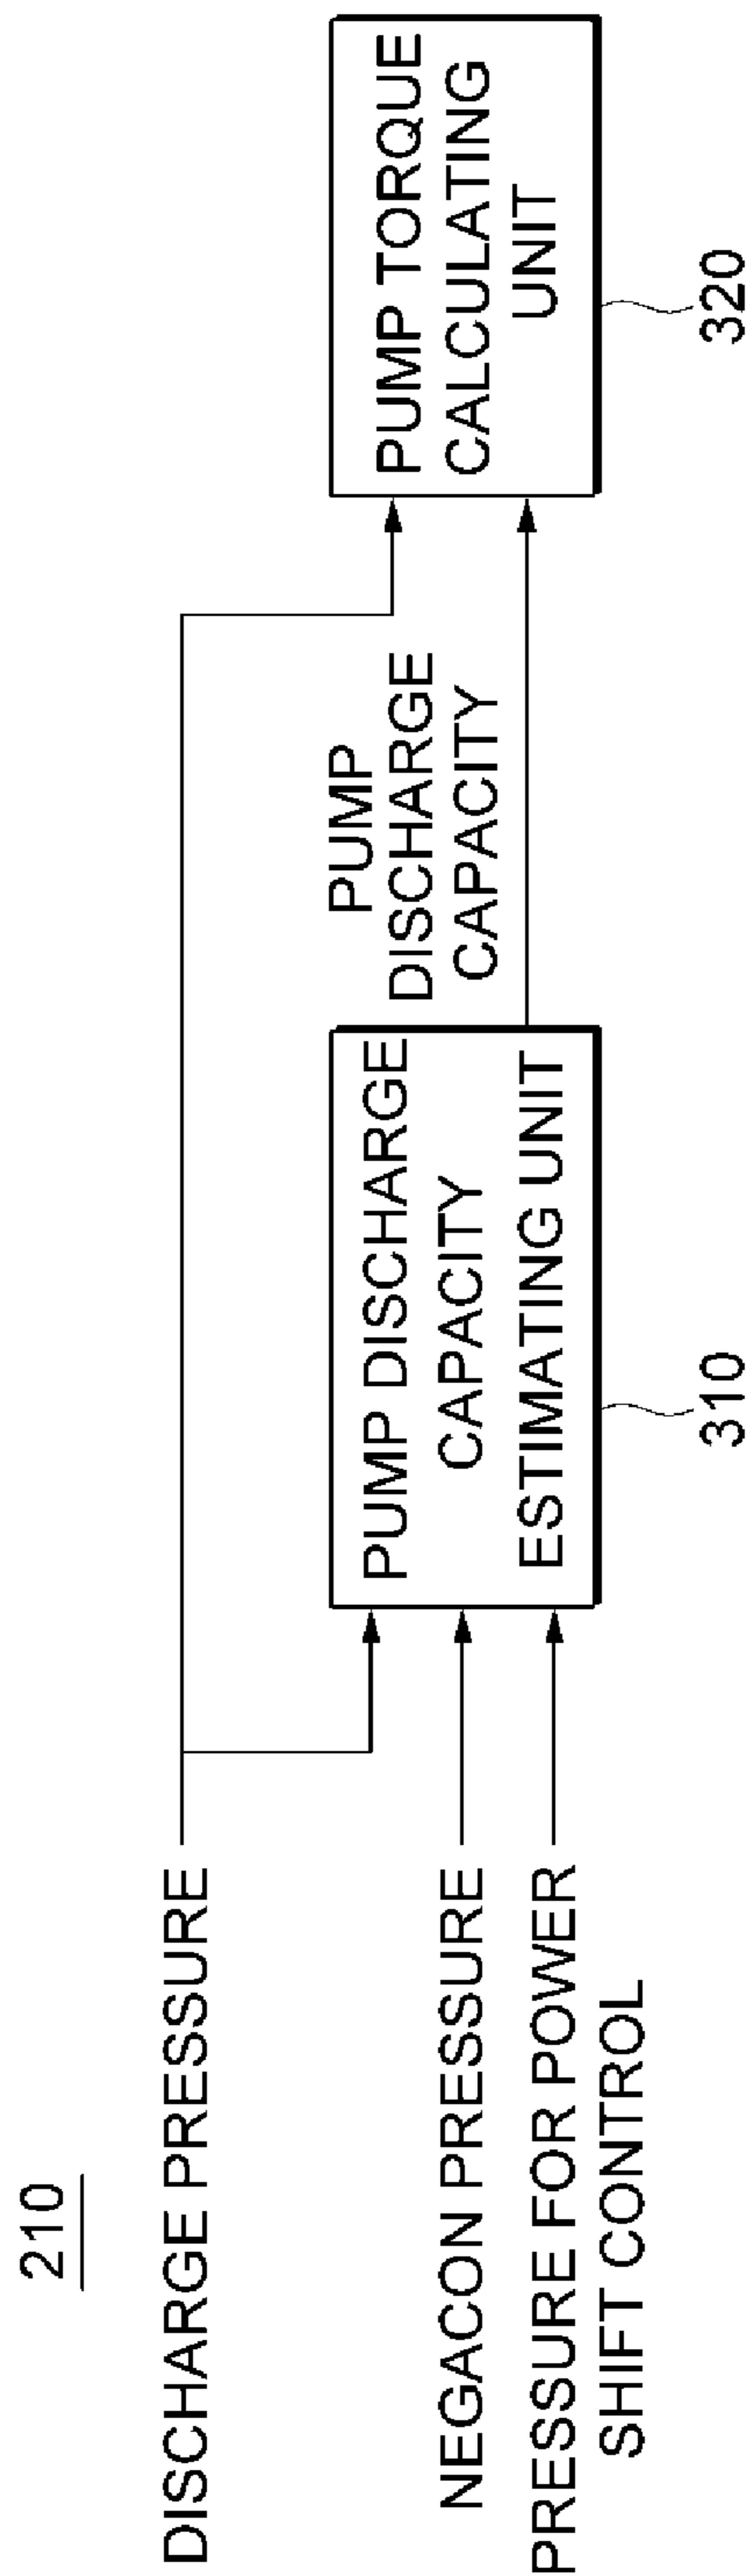 210
DISCHARGE PRESSURE
NEGACON PRESSURE
PRESSURE FOR POWER
SHIFT CONTROL
PUMP DISCHARGE
CAPACITY
ESTIMATING UNIT
310
PUMP
DISCHARGE
CAPACITY
PUMP TORQUE
CALCULATING
UNIT
320